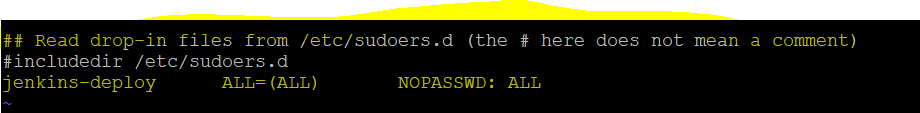 ## Read drop-in files from /etc/sudoers.d (the # here does not mean a comment)
#includedir /etc/sudoers.d
jenkins-deploy ALL=(ALL) NOPASSWD: ALL
~